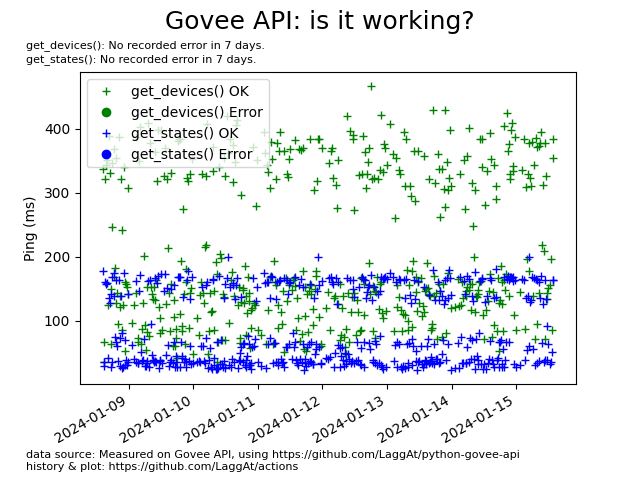 Govee API: is it working?
get_devices(): No recorded error in 7 days.
get_states(): No recorded error in 7 days.
get_devices() OK
get_devices() Error
get_states() OK
get_states() Error
Ping (ms)
400
300
200
100
2024-01-09
2024-01-10
2024-01-11
2024-01-12
2024-01-13
2024-01-14
2024-01-15
data source: Measured on Govee API, using https://github.com/LaggAt/python-govee-api
history & plot: https://github.com/LaggAt/actions